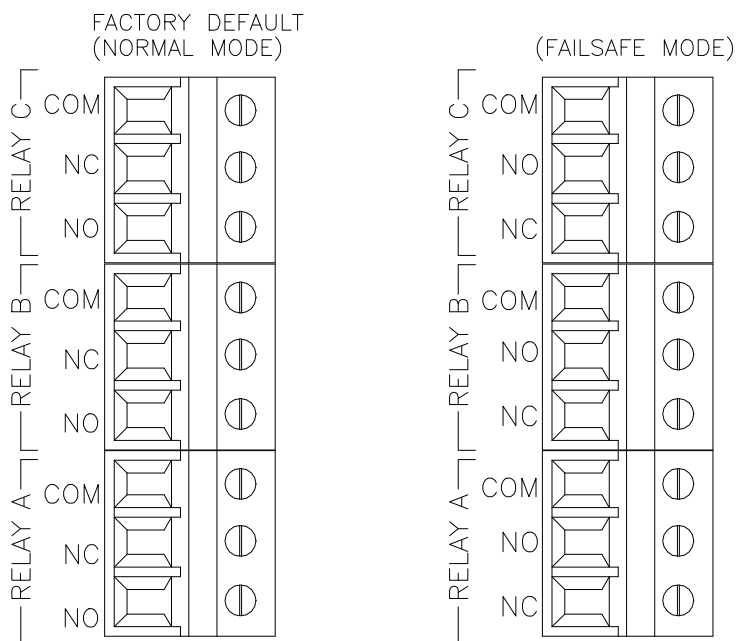 FACTORY DEFAULT
(NORMAL MODE)
RELAY C
COM
NC
NO
RELAY B
COM
NC
NO
RELAY A
COM
NC
NO
(FAILSAFE MODE)
RELAY C
COM
NO
NC
RELAY B
COM
NO
NC
RELAY A
COM
NO
NC